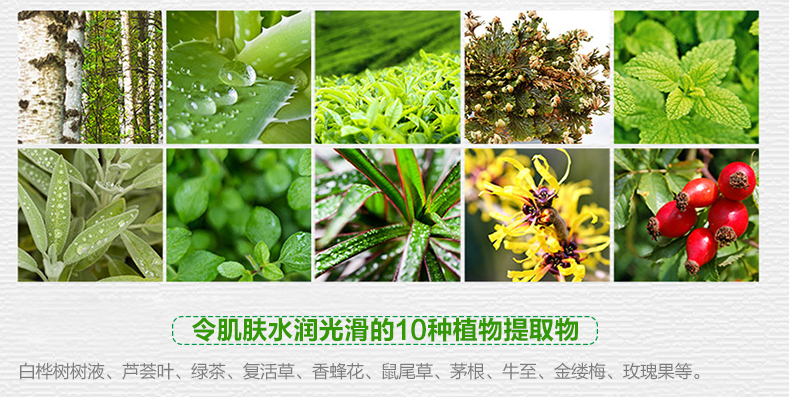 令肌肤水润光滑的10种植物提取物
白桦树树液、芦荟叶、绿茶、复活草、香蜂花、鼠尾草、茅根、牛至、金缕梅、玫瑰果等。